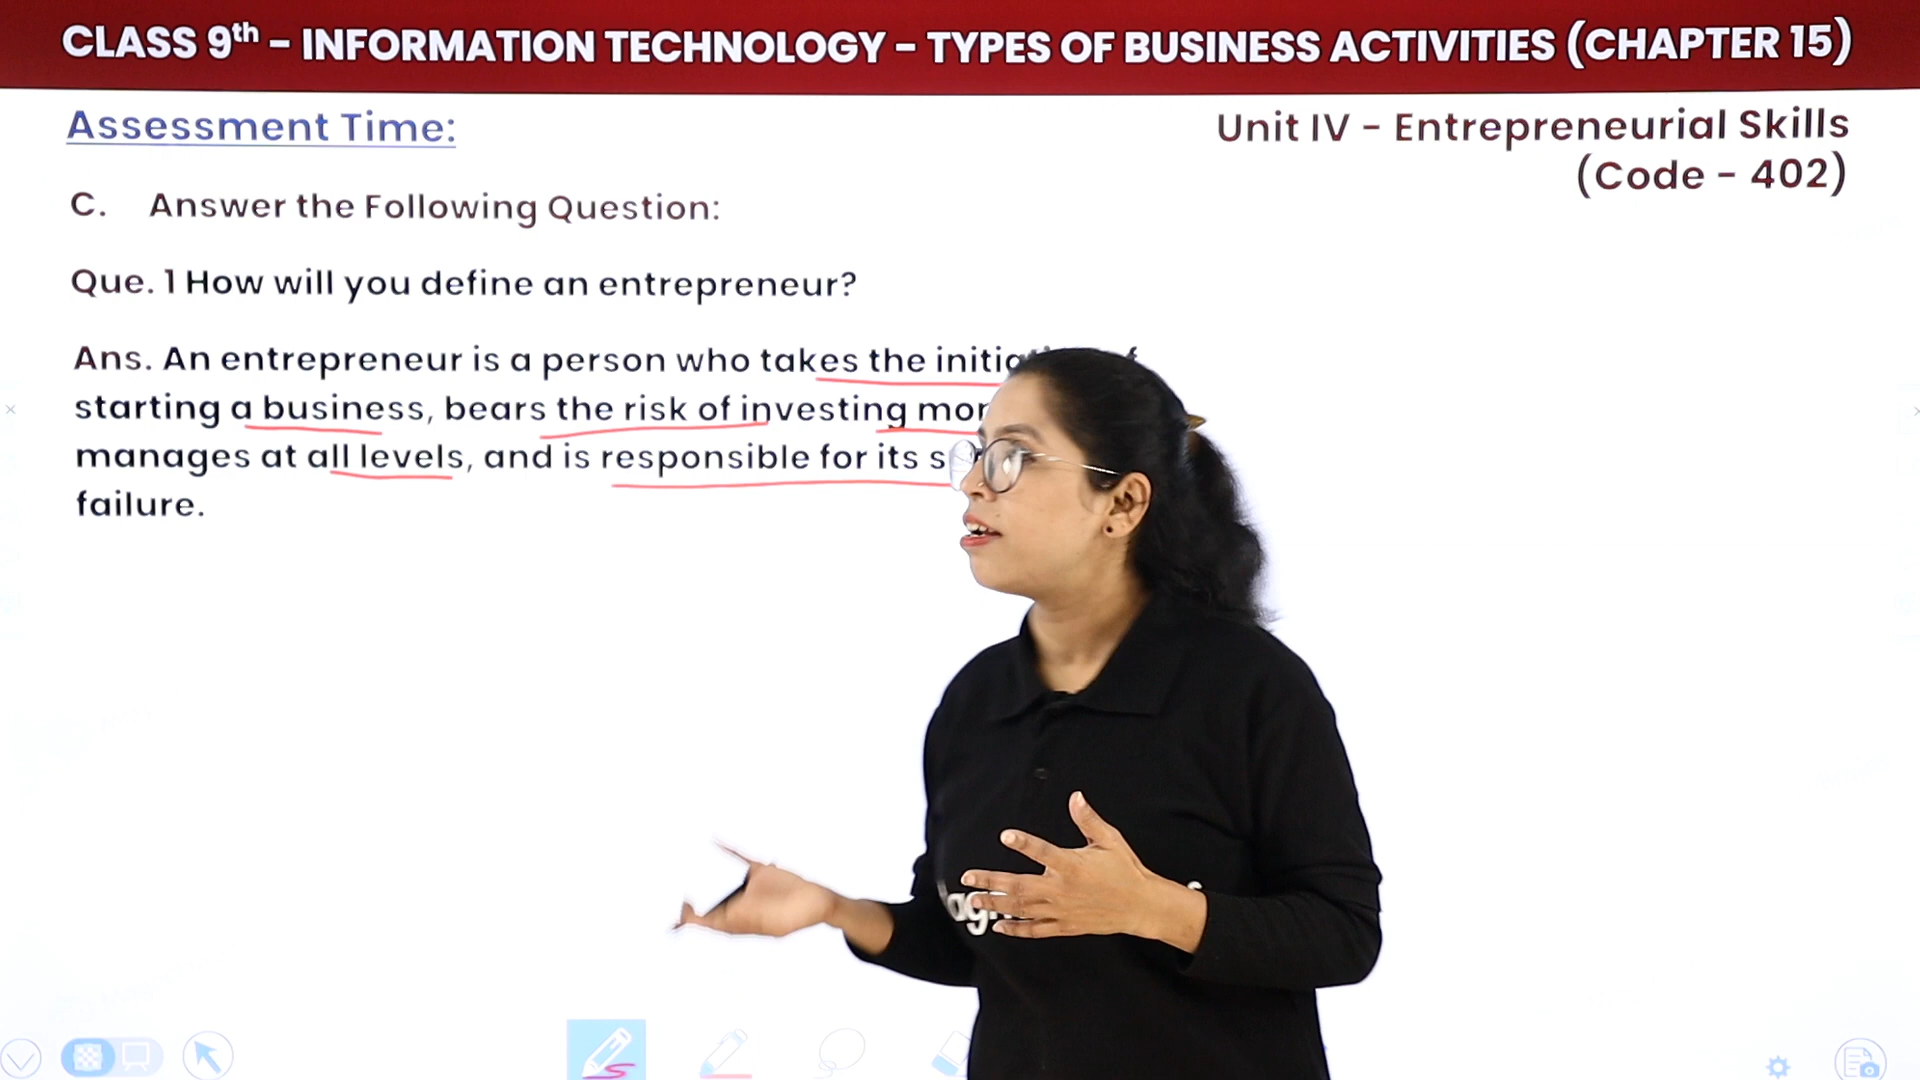 CLASS 9th – INFORMATION TECHNOLOGY – TYPES OF BUSINESS ACTIVITIES (CHAPTER 15)
Assessment Time:
Unit IV – Entrepreneurial Skills
(Code – 402)
C. Answer the Following Question:
Que. 1 How will you define an entrepreneur?
Ans. An entrepreneur is a person who takes the
starting a business, bears the risk of investing
manages at all levels, and is responsible for its
failure.